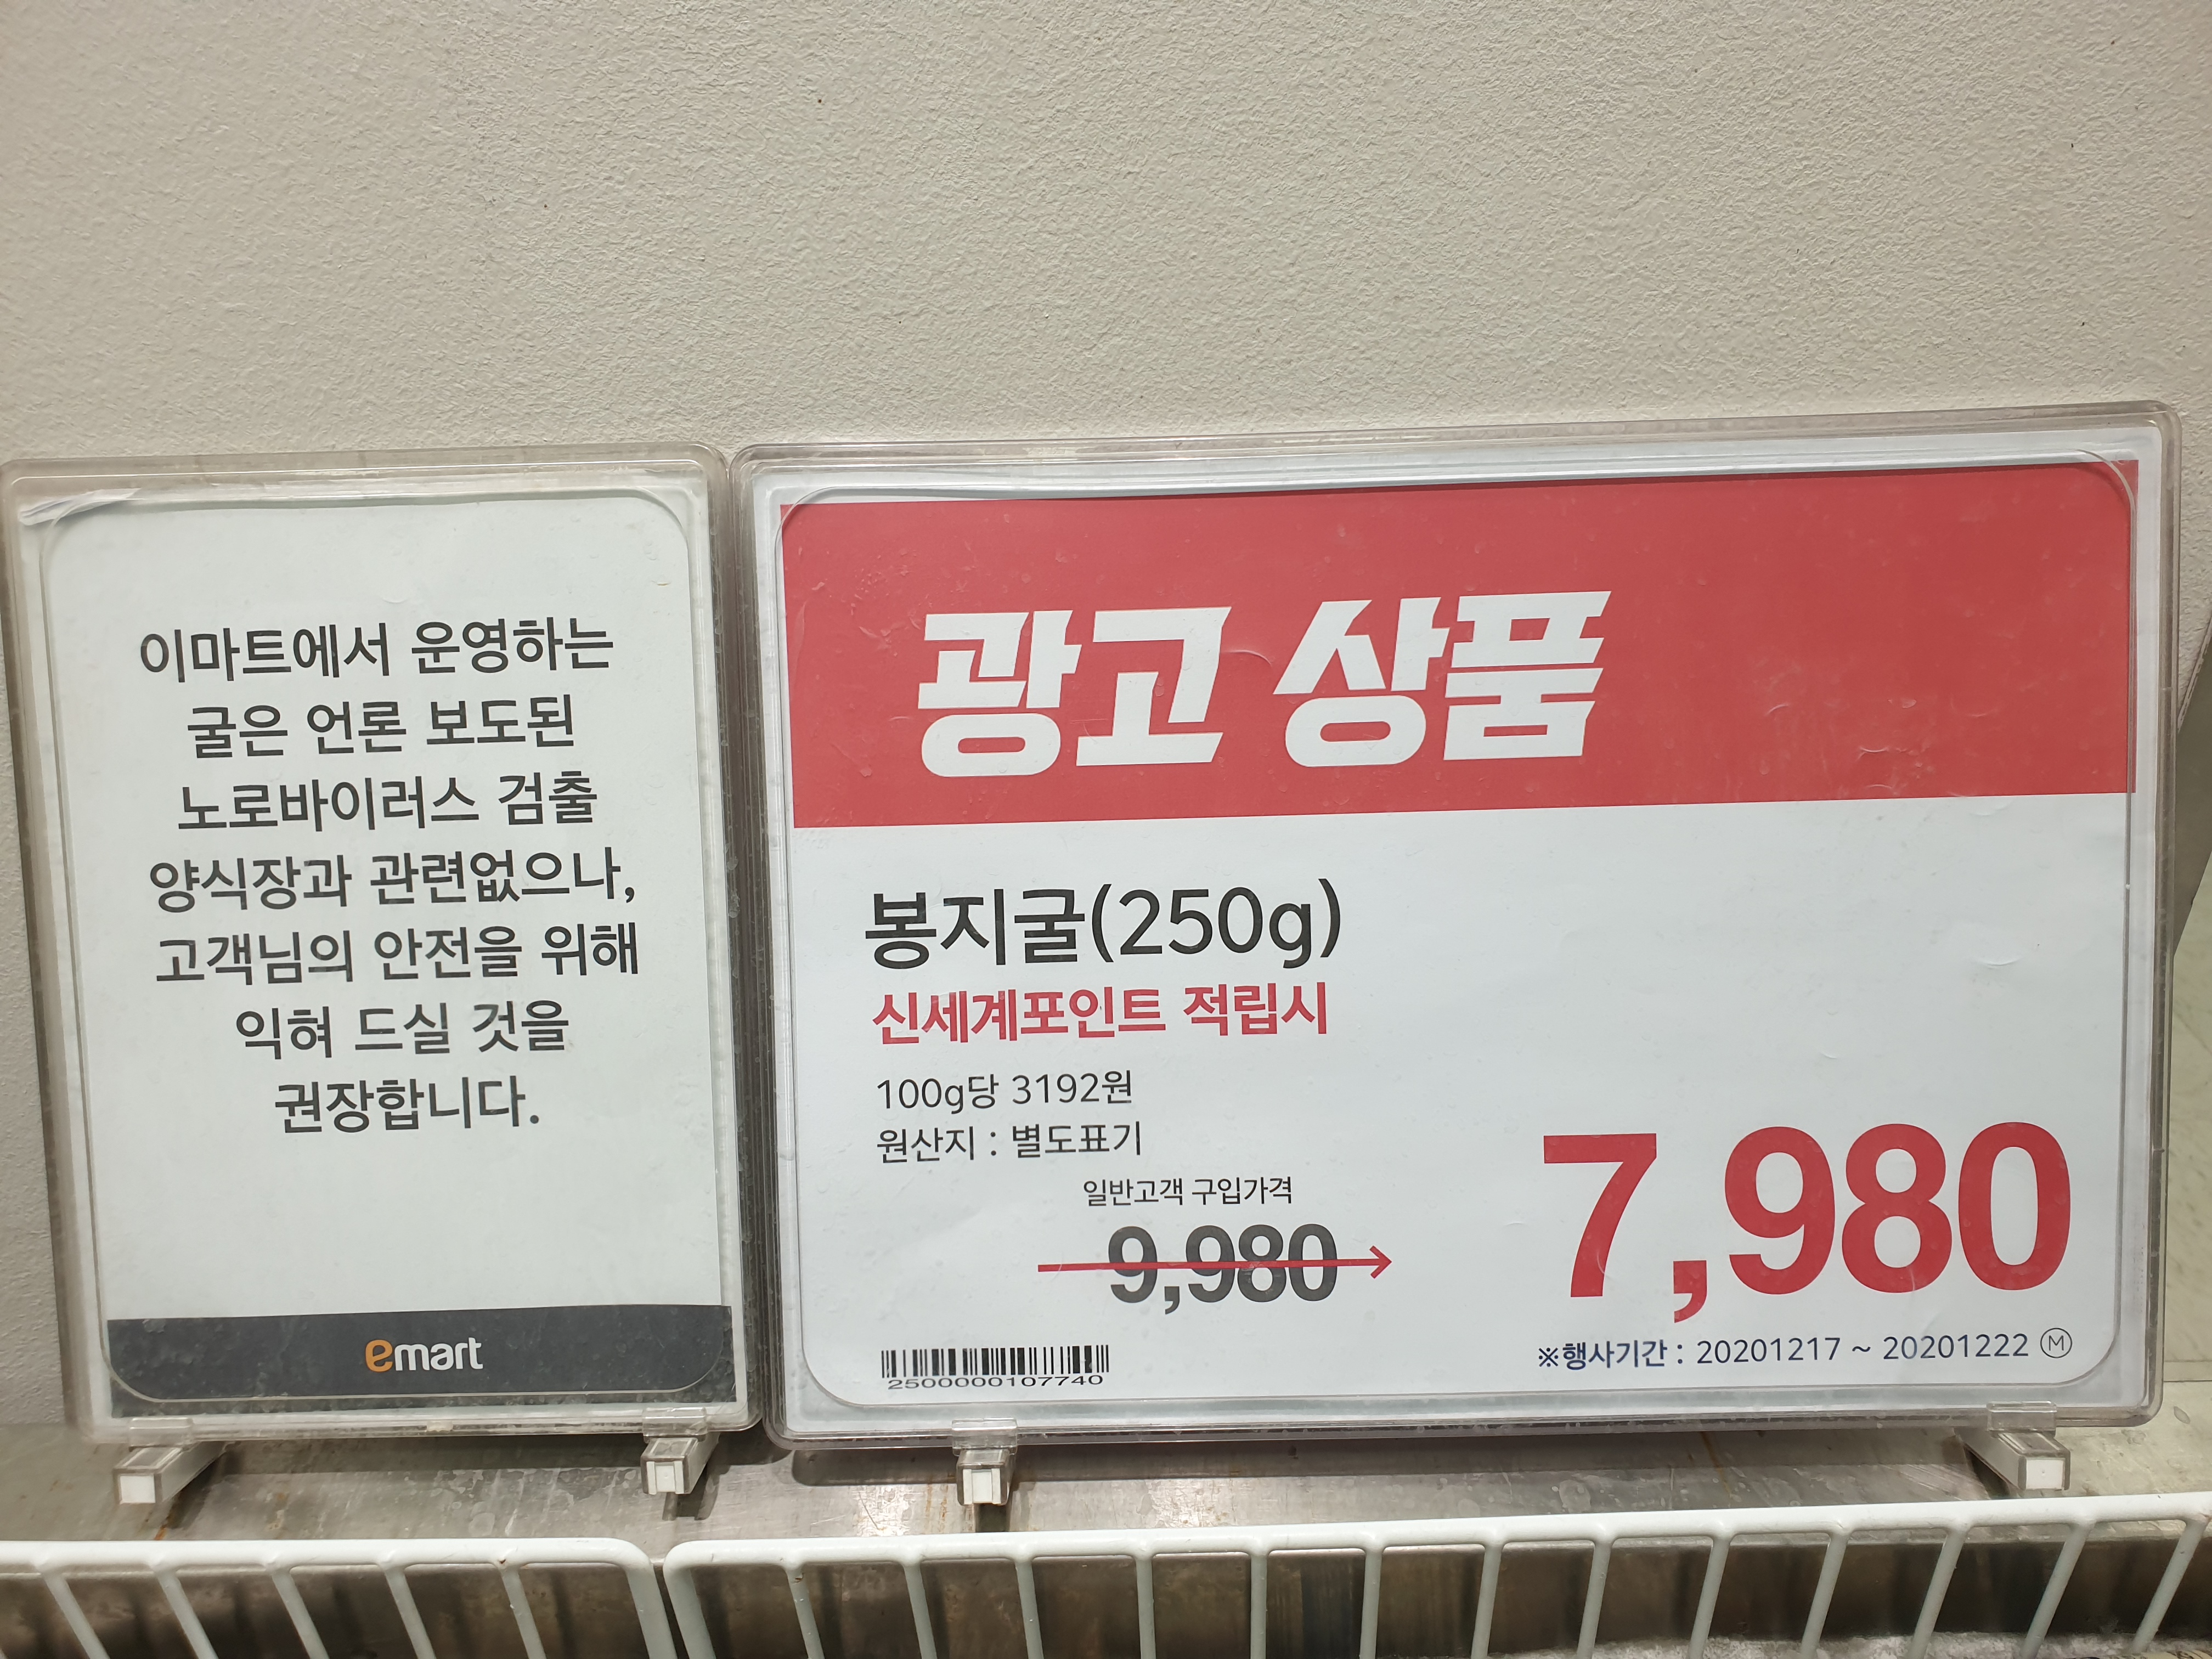 이마트에서 운영하는
굴은 언론 보도된
노로바이러스 검출
양식장과 관련없으나,
고객님의 안전을 위해
익혀 드실 것을
권장합니다.
emart
광고 상품
봉지굴(250g)
신세계포인트 적립시
100g당 3192원
원산지 : 별도표기
일반고객 구입가격
9,980
7,980
2500000107740
※행사기간 : 20201217 ~ 20201222 Ⓜ